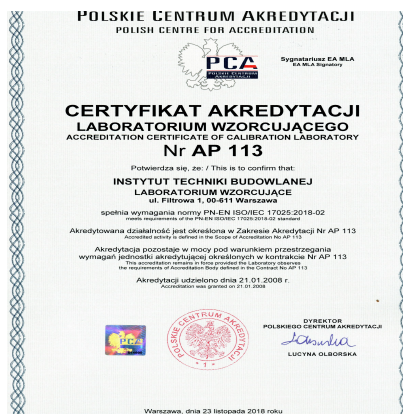 POLSKIE CENTRUM AKREDYTACJI
POLISH CENTRE FOR ACCREDITATION
PCA
POLSKIE CENTRUM
AKREDYTACJI
Sygnatariusz EA MLA
EA MLA Signatory
CERTYFIKAT AKREDYTACJI
LABORATORIUM WZORCUJĄCEGO
ACCREDITATION CERTIFICATE OF CALIBRATION LABORATORY
Nr AP 113
Potwierdza się, że: / This is to confirm that:
INSTYTUT TECHNIKI BUDOWLANEJ
LABORATORIUM WZORCUJĄCE
ul. Filtrowa 1, 00-611 Warszawa
spełnia wymagania normy PN-EN ISO/IEC 17025:2018-02
meets requirements of the PN-EN ISO/IEC 17025:2018-02 standard
Akredytowana działalność jest określona w Zakresie Akredytacji Nr AP 113
Accredited activity is defined in the Scope of Accreditation No AP 113
Akredytacja pozostaje w mocy pod warunkiem przestrzegania
wymagań jednostki akredytującej określonych w kontrakcie Nr AP 113
This accreditation remains in force provided the Laboratory observes
the requirements of Accreditation Body defined in the Contract No AP 113
Akredytacji udzielono dnia 21.01.2008 r.
Accreditation was granted on 21.01.2008
DYREKTOR
POLSKIEGO CENTRUM AKREDYTACJI
LUCYNA OLBORSKA
PCA
POLSKIE CENTRUM AKREDYTACJI
* 1 *
Warszawa, dnia 23 listopada 2018 roku